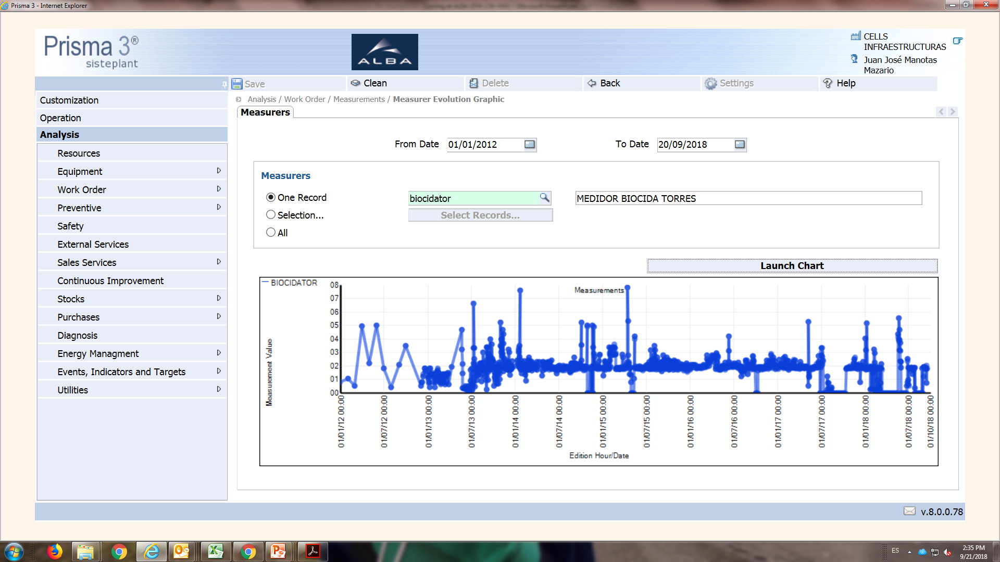 Prisma 3 - Internet Explorer
Prisma 3®
sisteplant
ALBA
CELLS
INFRAESTRUCTURAS
Juan José Manotas
Mazario
Save
Clean
Delete
Back
Settings
Help
Customization
Operation
Analysis
Resources
Equipment
Work Order
Preventive
Safety
External Services
Sales Services
Continuous Improvement
Stocks
Purchases
Diagnosis
Energy Managment
Events, Indicators and Targets
Utilities
Analysis / Work Order / Measurements / Measurer Evolution Graphic
Measurers
From Date 01/01/2012 To Date 20/09/2018
Measurers
One Record biocidator MEDIDOR BIOCIDA TORRES
Selection... Select Records...
All
Launch Chart
BIOCIDATOR
Measurements
Measurement Value
08
07
06
05
04
03
02
01
00
01/01/12 00:00
01/07/12 00:00
01/01/13 00:00
01/07/13 00:00
01/01/14 00:00
01/07/14 00:00
01/01/15 00:00
01/07/15 00:00
01/01/16 00:00
01/07/16 00:00
01/01/17 00:00
01/07/17 00:00
01/01/18 00:00
01/07/18 00:00
01/10/18 00:00
Edition Hour/Date
v.8.0.0.78
ES
2:35 PM
9/21/2018